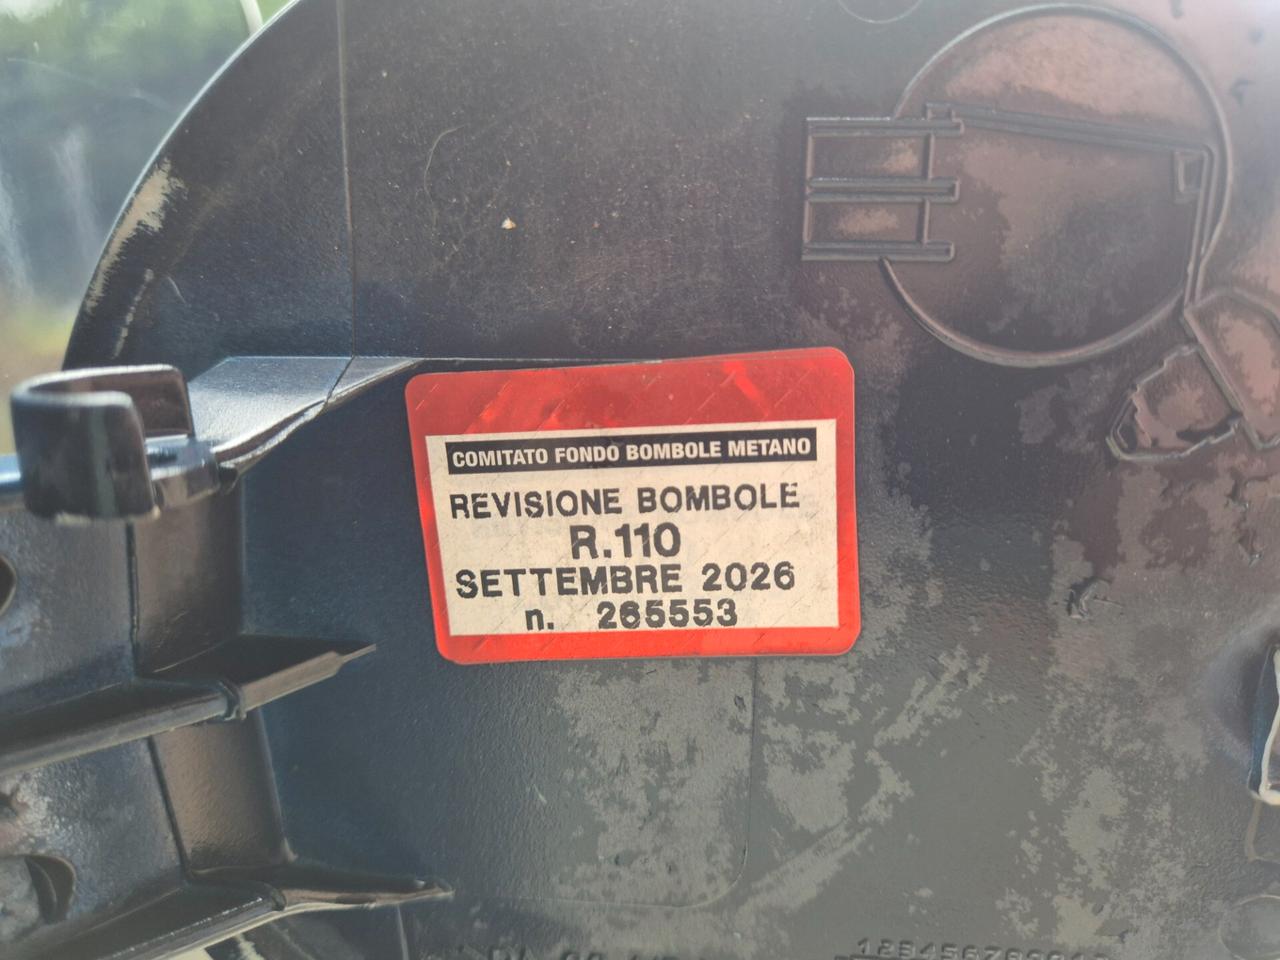 COMITATO FONDO BOMBOLE METANO
REVISIONE BOMBOLE
R.110
SETTEMBRE 2026
n. 265553